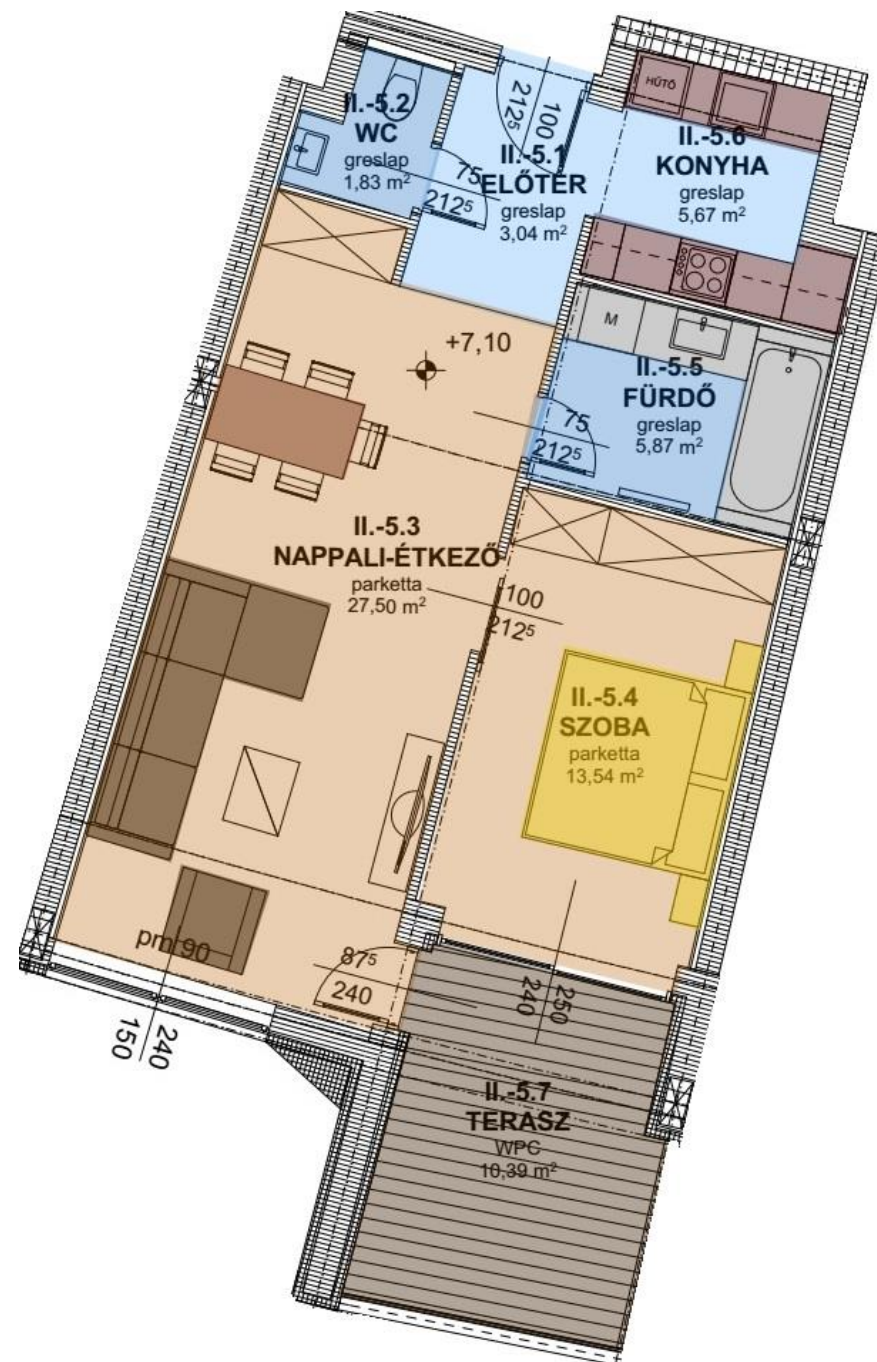 II.-5.2
WC
greslap
1,83 m²
75
212⁵
100
212⁵
II.-5.1
ELŐTÉR
greslap
3,04 m²
HŰTŐ
II.-5.6
KONYHA
greslap
5,67 m²
+7,10
M
II.-5.5
FÜRDŐ
greslap
5,87 m²
75
212⁵
II.-5.3
NAPPALI-ÉTKEZŐ
parketta
27,50 m²
100
212⁵
II.-5.4
SZOBA
parketta
13,54 m²
pm 90
240
150
87⁵
240
250
240
II.-5.7
TERASZ
WPC
10,39 m²